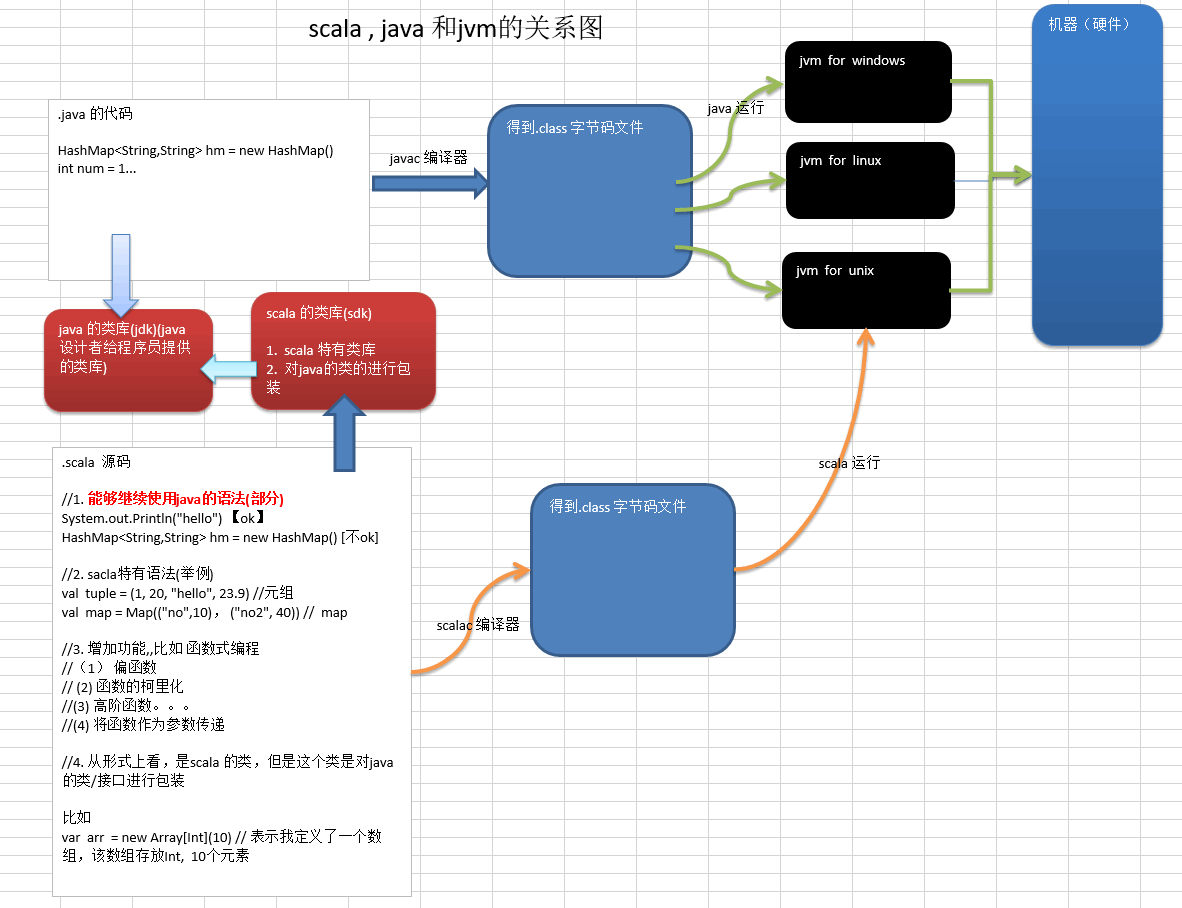 scala , java 和jvm的关系图
机器（硬件）
jvm for windows
.java 的代码
java 运行
得到.class 字节码文件
HashMap<String,String> hm = new HashMap()
int num = 1...
javac 编译器
jvm for linux
jvm for unix
scala 的类库(sdk)
1. scala 特有类库
2. 对java的类的进行包
装
java 的类库(jdk)(java
设计者给程序员提供
的类库)
.scala 源码
//1. 能够继续使用java的语法(部分)
System.out.Println("hello") 【ok】
HashMap<String,String> hm = new HashMap() [不ok]
//2. sacla特有语法(举例)
val tuple = (1, 20, "hello", 23.9) //元组
val map = Map(("no",10)，("no2", 40)) // map
//3. 增加功能,,比如 函数式编程
//（1） 偏函数
// (2) 函数的柯里化
//(3) 高阶函数。。。
//(4) 将函数作为参数传递
//4. 从形式上看，是scala 的类，但是这个类是对java
的类/接口进行包装
比如
var arr = new Array[Int](10) // 表示我定义了一个数
组，该数组存放Int, 10个元素
scalac 编译器
得到.class 字节码文件
scala 运行